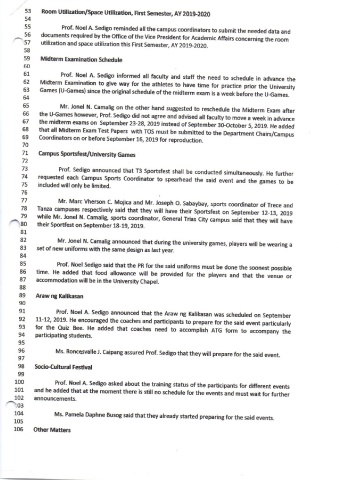 53 Room Utilization/Space Utilization, First Semester, AY 2019-2020
54
55 Prof. Noel A. Sedigo reminded all the campus coordinators to submit the needed data and
56 documents required by the Office of the Vice President for Academic Affairs concerning the room
57 utilization and space utilization this First Semester, AY 2019-2020.
58
59 Midterm Examination Schedule
60
61 Prof. Noel A. Sedigo informed all faculty and staff the need to schedule in advance the
62 Midterm Examination to give way for the athletes to have time for practice prior the University
63 Games (U-Games) since the original schedule of the midterm exam is a week before the U-Games.
64
65 Mr. Jonel N. Camalig on the other hand suggested to reschedule the Midterm Exam after
66 the U-Games however, Prof. Sedigo did not agree and advised all faculty to move a week in advance
67 the midterm exams on September 23-28, 2019 instead of September 30-October 5, 2019. He added
68 that all Midterm Exam Test Papers with TOS must be submitted to the Department Chairs/Campus
69 Coordinators on or before September 16, 2019 for reproduction.
70
71 Campus Sportsfest/University Games
72
73 Prof. Sedigo announced that T3 Sportsfest shall be conducted simultaneously. He further
74 requested each Campus Sports Coordinator to spearhead the said event and the games to be
75 included will only be limited.
76
77 Mr. Marc Vherson C. Mojica and Mr. Joseph O. Sabaybay, sports coordinator of Trece and
78 Tanza campuses respectively said that they will have their Sportsfest on September 12-13, 2019
79 while Mr. Jonel N. Camalig, sports coordinator, General Trias City campus said that they will have
80 their Sportfest on September 18-19, 2019.
81
82 Mr. Jonel N. Camalig announced that during the university games, players will be wearing a
83 set of new uniforms with the same design as last year.
84
85 Prof. Noel Sedigo said that the PR for the said uniforms must be done the soonest possible
86 time. He added that food allowance will be provided for the players and that the venue or
87 accommodation will be in the University Chapel.
88
89 Araw ng Kalikasan
90
91 Prof. Noel A. Sedigo announced that the Araw ng Kalikasan was scheduled on September
92 11-12, 2019. He encouraged the coaches and participants to prepare for the said event particularly
93 for the Quiz Bee. He added that coaches need to accomplish ATG form to accompany the
94 participating students.
95
96 Ms. Roncesvalle J. Caipang assured Prof. Sedigo that they will prepare for the said event.
97
98 Socio-Cultural Festival
99
100 Prof. Noel A. Sedigo asked about the training status of the participants for different events
101 and he added that at the moment there is still no schedule for the events and must wait for further
102 announcements.
103
104 Ms. Pamela Daphne Busog said that they already started preparing for the said events.
105
106 Other Matters